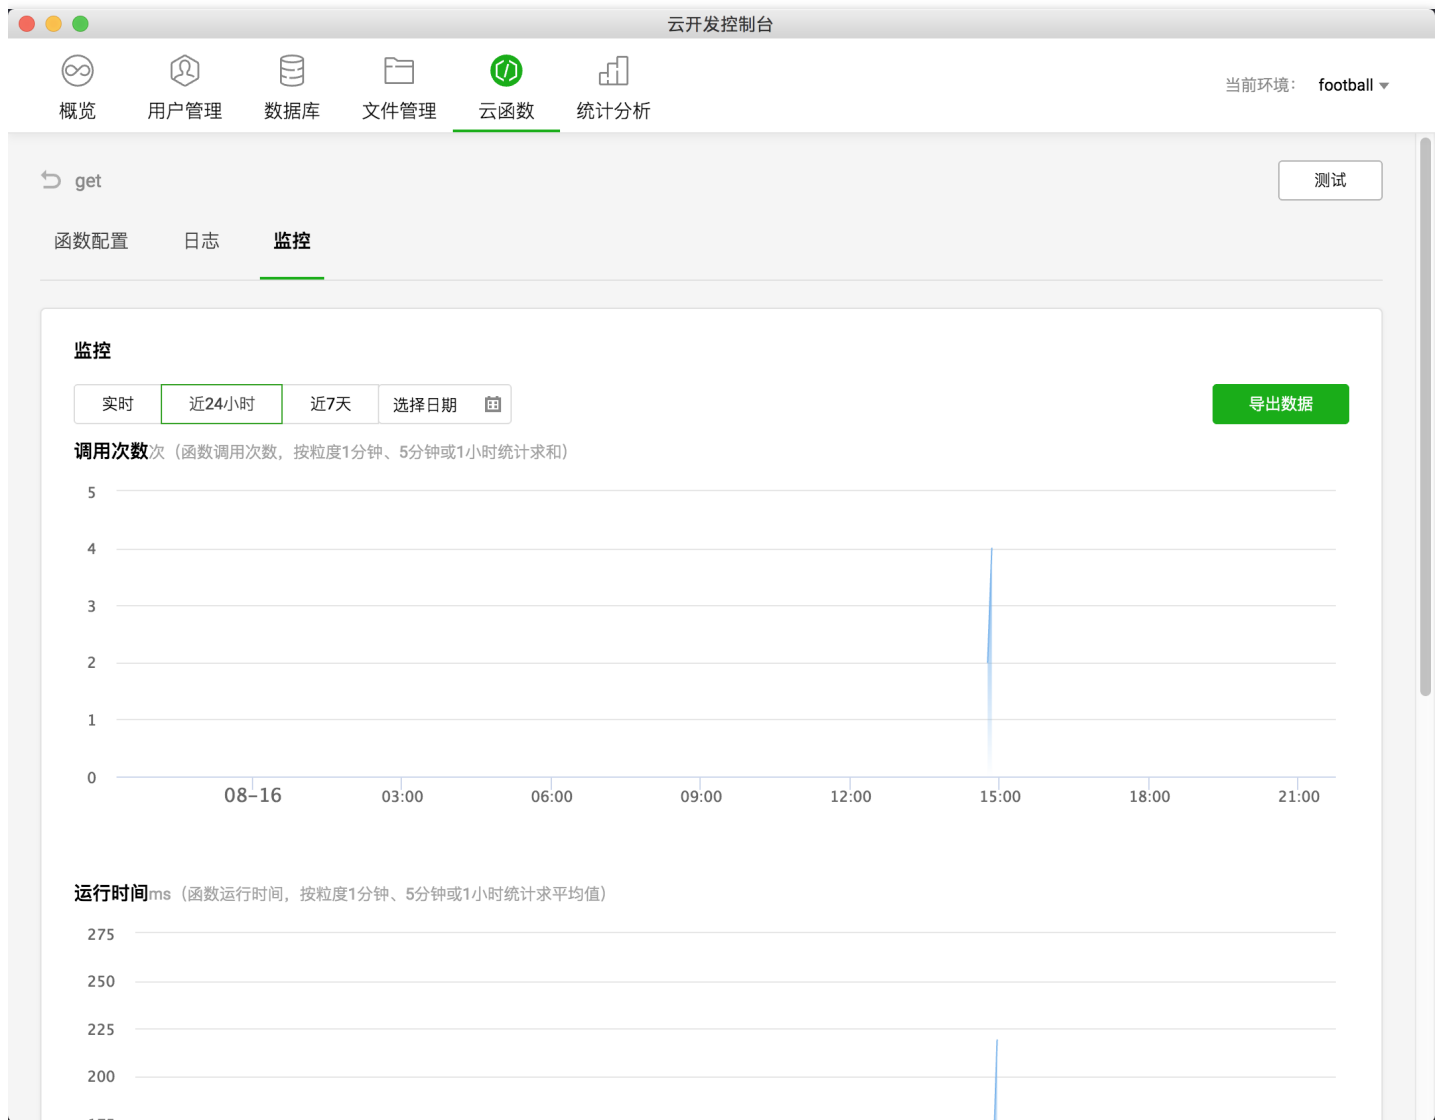 云开发控制台
概览 用户管理 数据库 文件管理 云函数 统计分析 当前环境： football
get 测试
函数配置 日志 监控
监控
实时 近24小时 近7天 选择日期 导出数据
调用次数次（函数调用次数，按粒度1分钟、5分钟或1小时统计求和）
5
4
3
2
1
0
08-16 03:00 06:00 09:00 12:00 15:00 18:00 21:00
运行时间ms（函数运行时间，按粒度1分钟、5分钟或1小时统计求平均值）
275
250
225
200